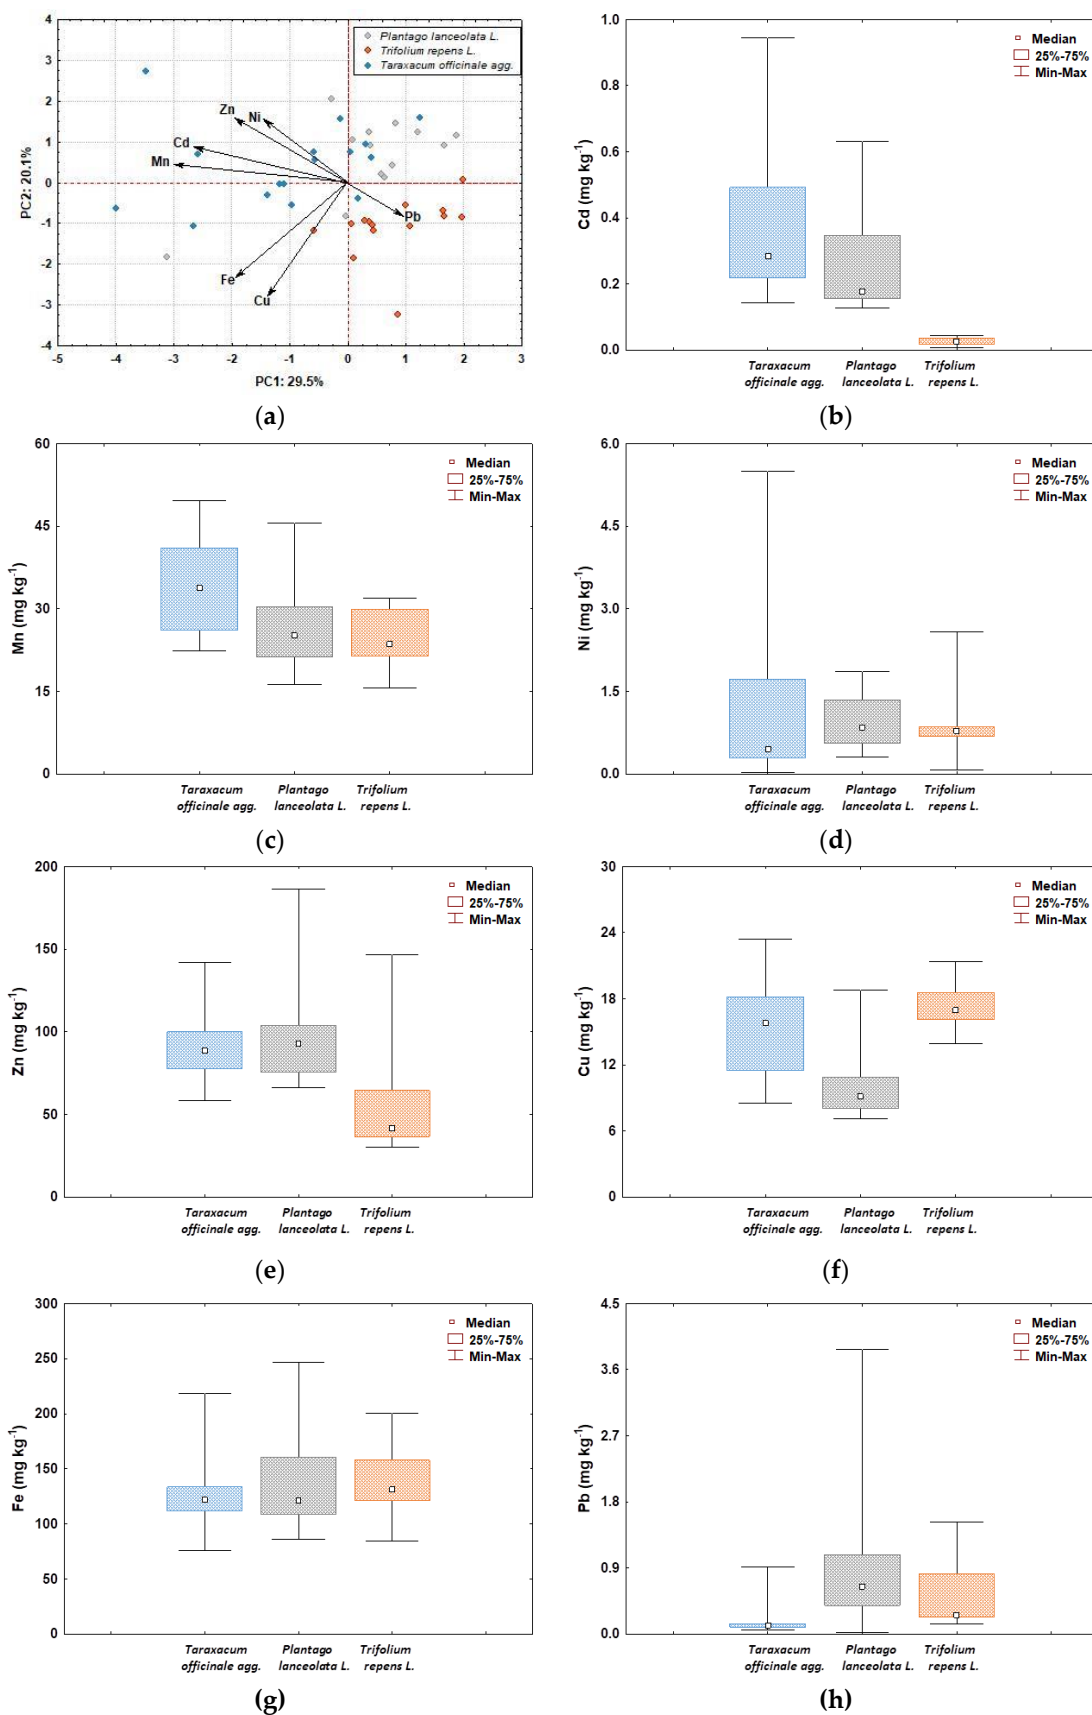 4
3
2
1
0
-1
-2
-3
-4
-5
-4
-3
-2
-1
0
1
2
3
PC2: 20.1%
PC1: 29.5%
Plantago lanceolata L.
Trifolium repens L.
Taraxacum officinale agg.
Zn
Ni
Cd
Mn
Pb
Fe
Cu
(a)
1.0
0.8
0.6
0.4
0.2
0.0
Cd (mg kg-1)
Median
25%-75%
Min-Max
Taraxacum Plantago Trifolium
officinale agg. lanceolata L. repens L.
(b)
60
45
30
15
0
Mn (mg kg-1)
Median
25%-75%
Min-Max
Taraxacum Plantago Trifolium
officinale agg. lanceolata L. repens L.
(c)
6.0
4.5
3.0
1.5
0.0
Ni (mg kg-1)
Median
25%-75%
Min-Max
Taraxacum Plantago Trifolium
officinale agg. lanceolata L. repens L.
(d)
200
150
100
50
0
Zn (mg kg-1)
Median
25%-75%
Min-Max
Taraxacum Plantago Trifolium
officinale agg. lanceolata L. repens L.
(e)
30
24
18
12
6
0
Cu (mg kg-1)
Median
25%-75%
Min-Max
Taraxacum Plantago Trifolium
officinale agg. lanceolata L. repens L.
(f)
300
250
200
150
100
50
0
Fe (mg kg-1)
Median
25%-75%
Min-Max
Taraxacum Plantago Trifolium
officinale agg. lanceolata L. repens L.
(g)
4.5
3.6
2.7
1.8
0.9
0.0
Pb (mg kg-1)
Median
25%-75%
Min-Max
Taraxacum Plantago Trifolium
officinale agg. lanceolata L. repens L.
(h)